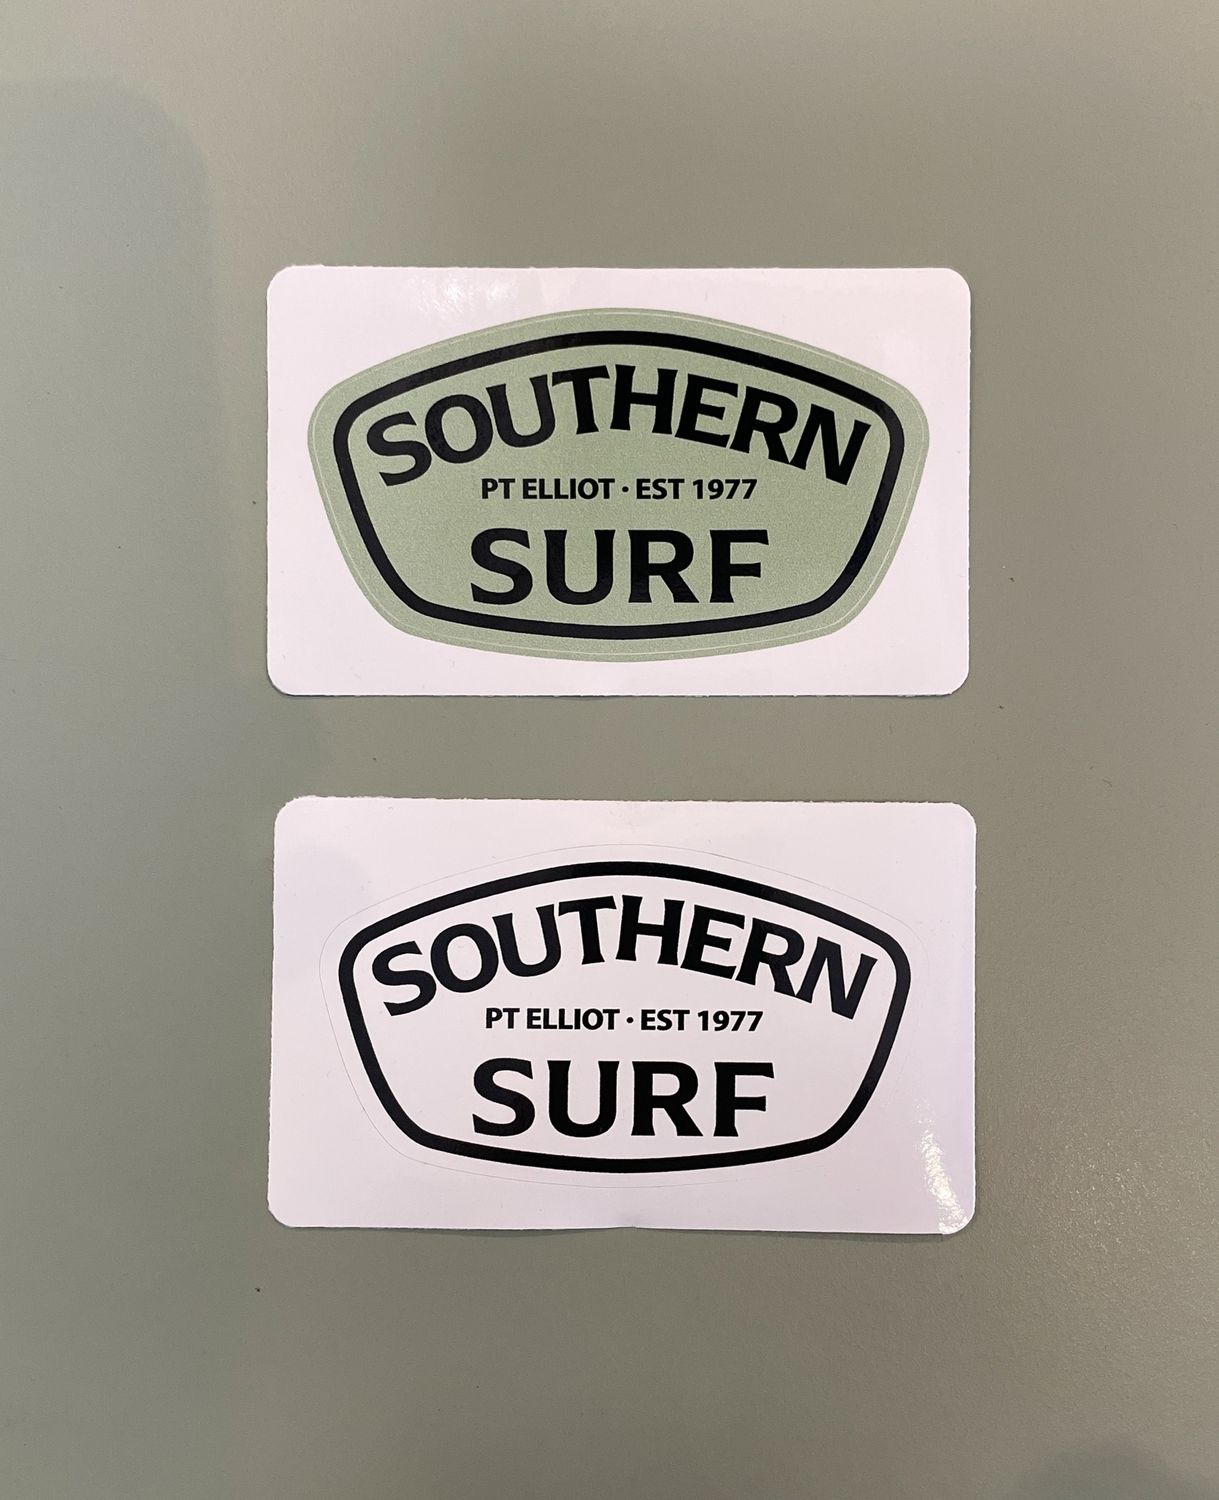 SOUTHERN
PT ELLIOT · EST 1977
SURF
SOUTHERN
PT ELLIOT · EST 1977
SURF